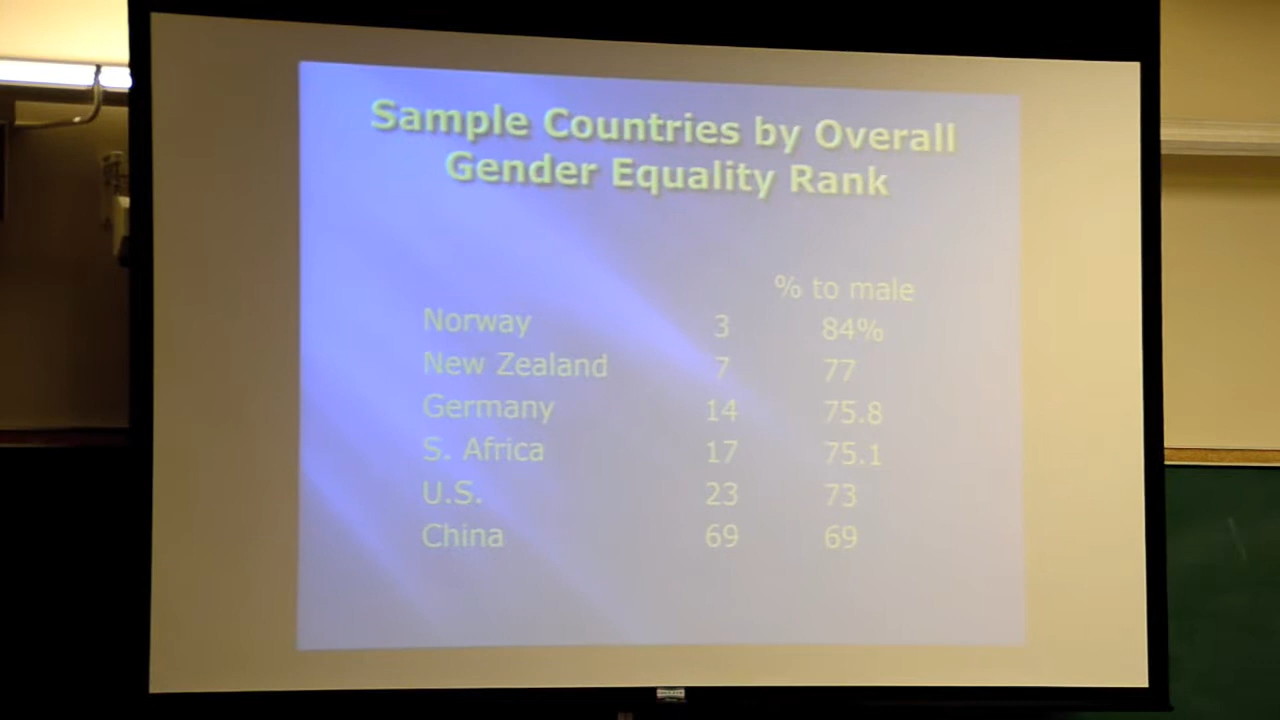 Sample Countries by Overall
Gender Equality Rank
% to male
Norway 3 84%
New Zealand 7 77
Germany 14 75.8
S. Africa 17 75.1
U.S. 23 73
China 69 69